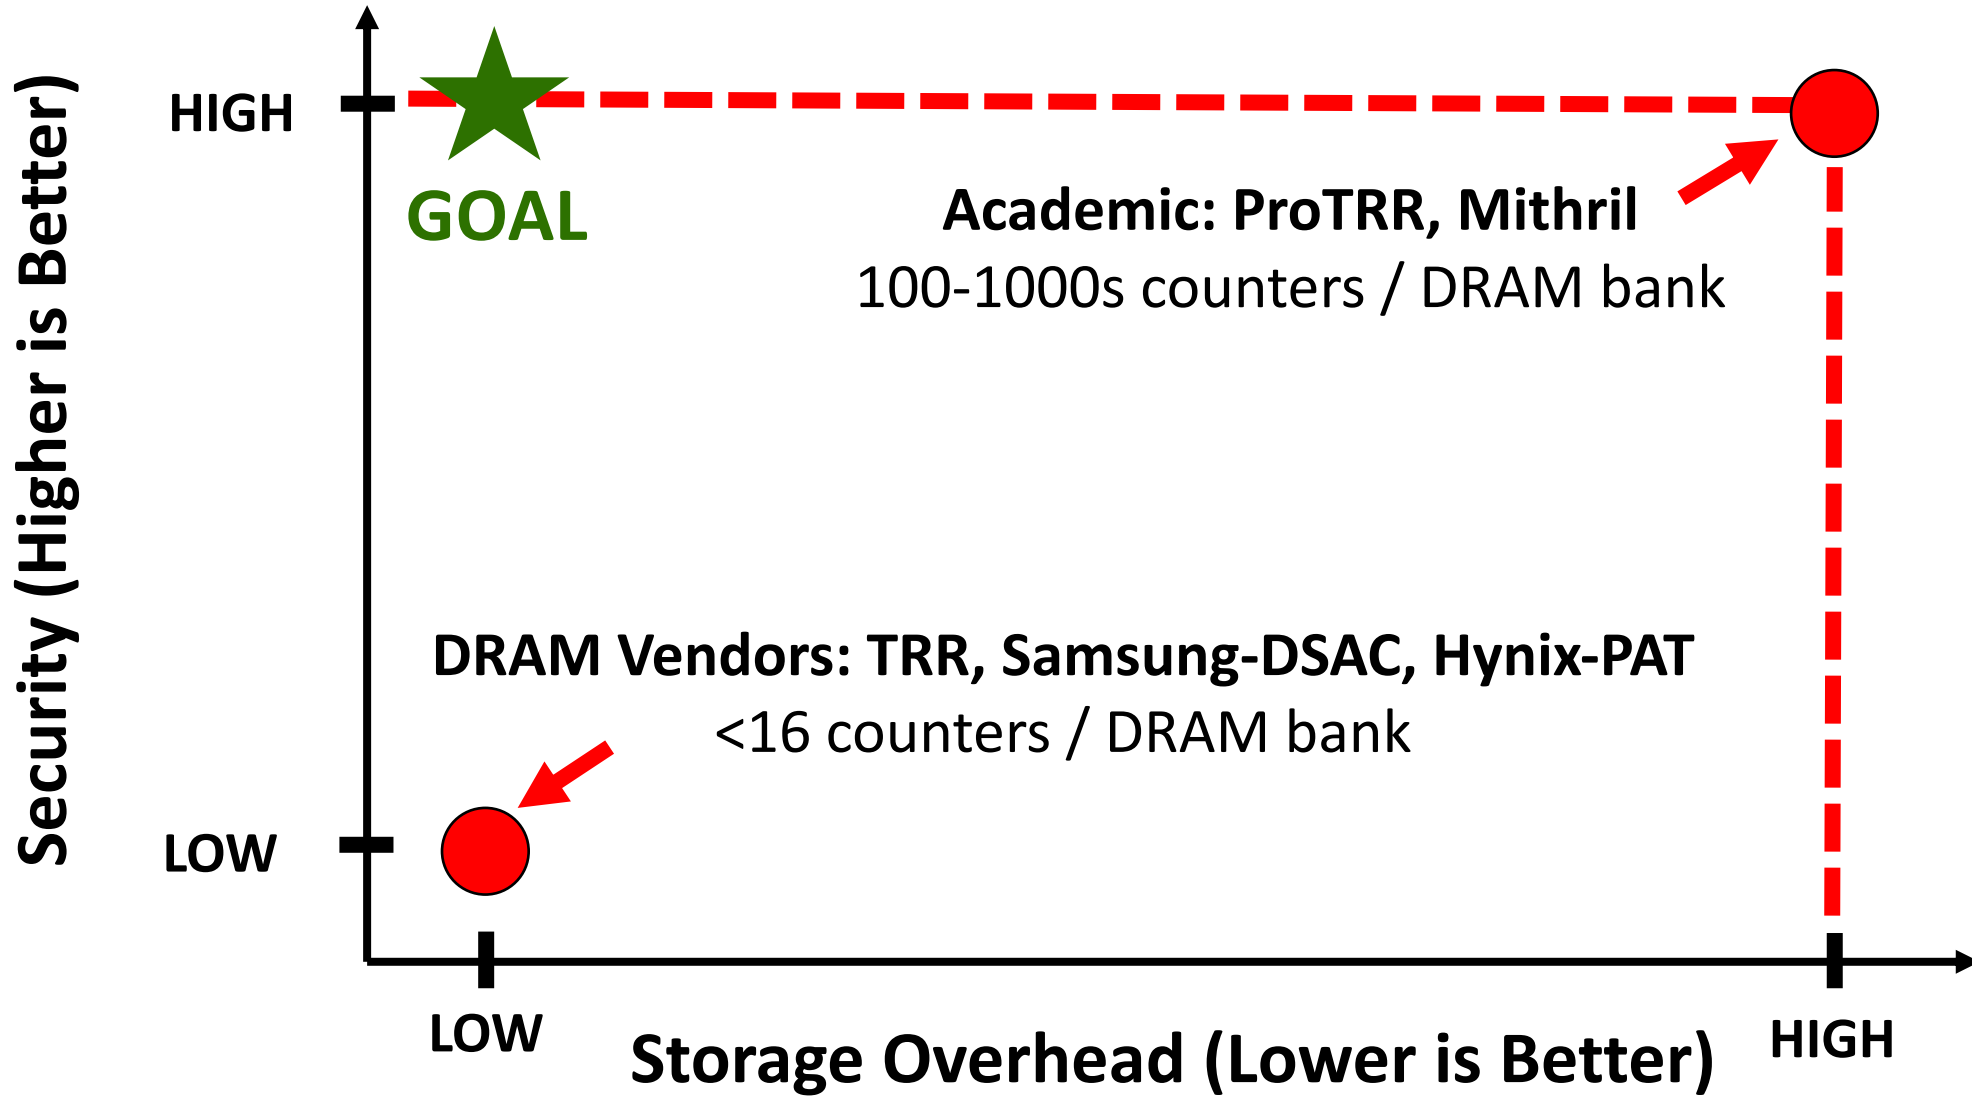 Security (Higher is Better)
HIGH
GOAL
Academic: ProTRR, Mithril
100-1000s counters / DRAM bank
DRAM Vendors: TRR, Samsung-DSAC, Hynix-PAT
<16 counters / DRAM bank
LOW
LOW
Storage Overhead (Lower is Better)
HIGH